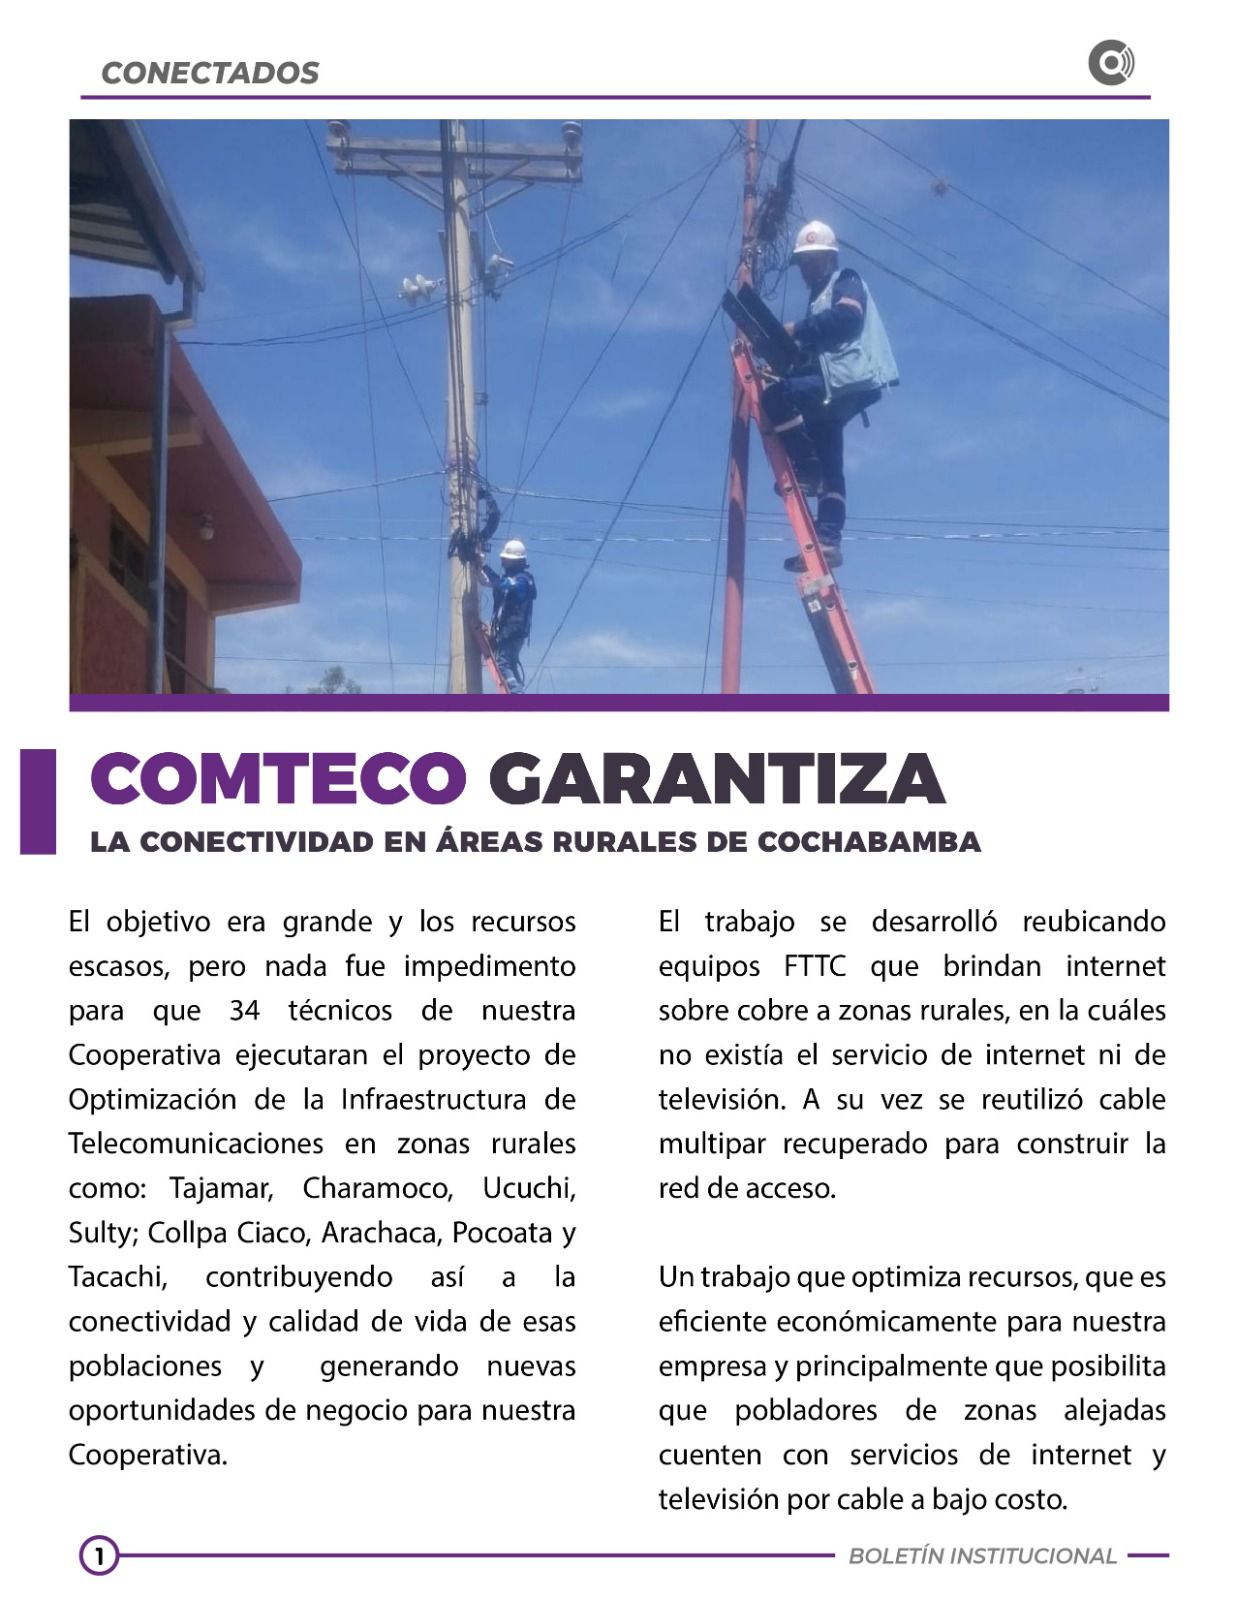 CONECTADOS
COMTECO GARANTIZA
LA CONECTIVIDAD EN ÁREAS RURALES DE COCHABAMBA
El objetivo era grande y los recursos
escasos, pero nada fue impedimento
para que 34 técnicos de nuestra
Cooperativa ejecutaran el proyecto de
Optimización de la Infraestructura de
Telecomunicaciones en zonas rurales
como: Tajamar, Charamoco, Ucuchi,
Sulty; Collpa Ciaco, Arachaca, Pocoata y
Tacachi, contribuyendo así a la
conectividad y calidad de vida de esas
poblaciones y generando nuevas
oportunidades de negocio para nuestra
Cooperativa.
El trabajo se desarrolló reubicando
equipos FTTC que brindan internet
sobre cobre a zonas rurales, en la cuáles
no existía el servicio de internet ni de
televisión. A su vez se reutilizó cable
multipar recuperado para construir la
red de acceso.
Un trabajo que optimiza recursos, que es
eficiente económicamente para nuestra
empresa y principalmente que posibilita
que pobladores de zonas alejadas
cuenten con servicios de internet y
televisión por cable a bajo costo.
1
BOLETÍN INSTITUCIONAL